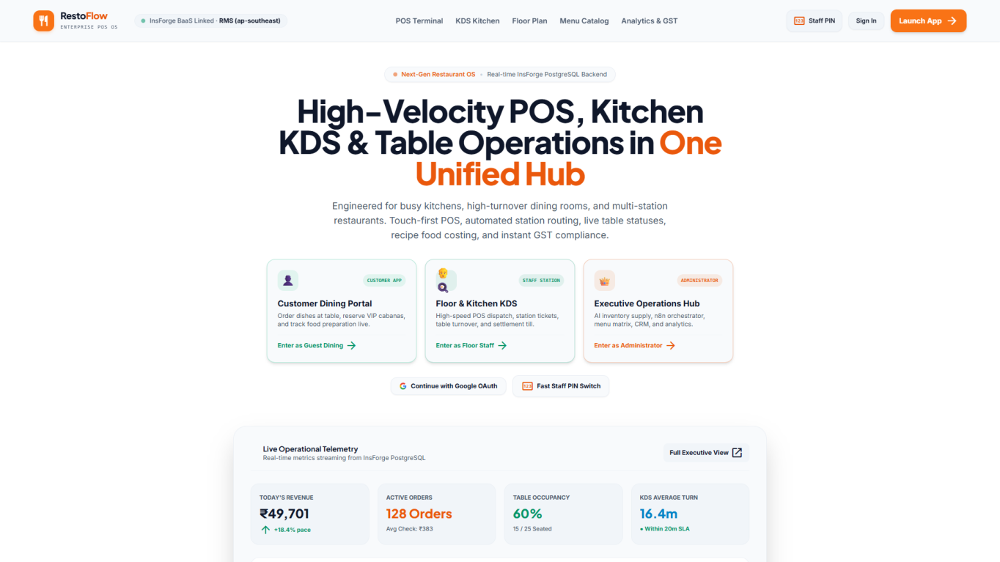 RestoFlow
ENTERPRISE POS OS
InsForge BaaS Linked · RMS (ap-southeast)
POS Terminal
KDS Kitchen
Floor Plan
Menu Catalog
Analytics & GST
123 Staff PIN
Sign In
Launch App
Next-Gen Restaurant OS • Real-time InsForge PostgreSQL Backend
High-Velocity POS, Kitchen
KDS & Table Operations in One
Unified Hub
Engineered for busy kitchens, high-turnover dining rooms, and multi-station
restaurants. Touch-first POS, automated station routing, live table statuses,
recipe food costing, and instant GST compliance.
CUSTOMER APP
Customer Dining Portal
Order dishes at table, reserve VIP cabanas,
and track food preparation live.
Enter as Guest Dining
STAFF STATION
Floor & Kitchen KDS
High-speed POS dispatch, station tickets,
table turnover, and settlement till.
Enter as Floor Staff
ADMINISTRATOR
Executive Operations Hub
AI inventory supply, n8n orchestrator,
menu matrix, CRM, and analytics.
Enter as Administrator
Continue with Google OAuth
123 Fast Staff PIN Switch
Live Operational Telemetry
Real-time metrics streaming from InsForge PostgreSQL
Full Executive View
TODAY'S REVENUE
₹49,701
+18.4% pace
ACTIVE ORDERS
128 Orders
Avg Check: ₹383
TABLE OCCUPANCY
60%
15 / 25 Seated
KDS AVERAGE TURN
16.4m
● Within 20m SLA